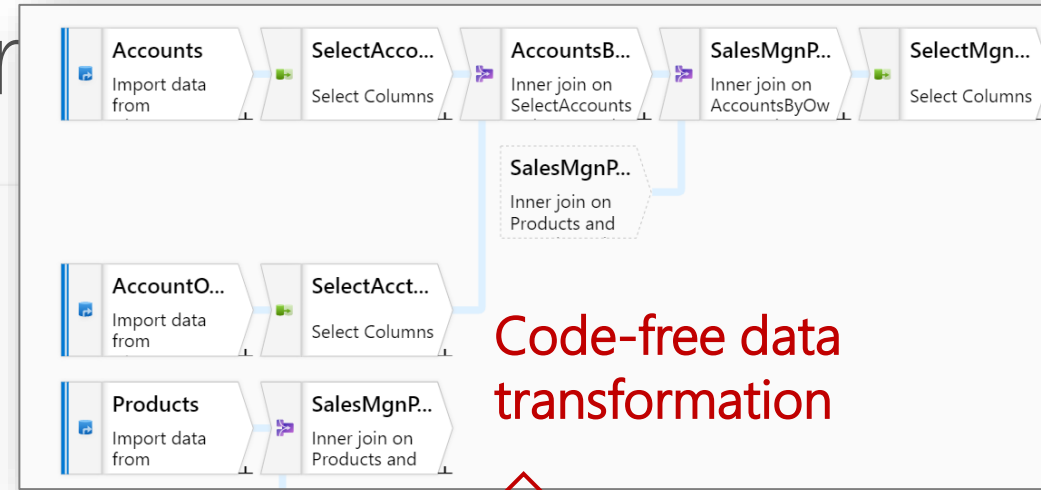 Accounts
Import data
from
SelectAcco...
Select Columns
AccountsB...
Inner join on
SelectAccounts
SalesMgnP...
Inner join on
AccountsByOw
SelectMgn...
Select Columns
SalesMgnP...
Inner join on
Products and
AccountO...
Import data
from
SelectAcct...
Select Columns
Code-free data
transformation
Products
Import data
from
SalesMgnP...
Inner join on
Products and